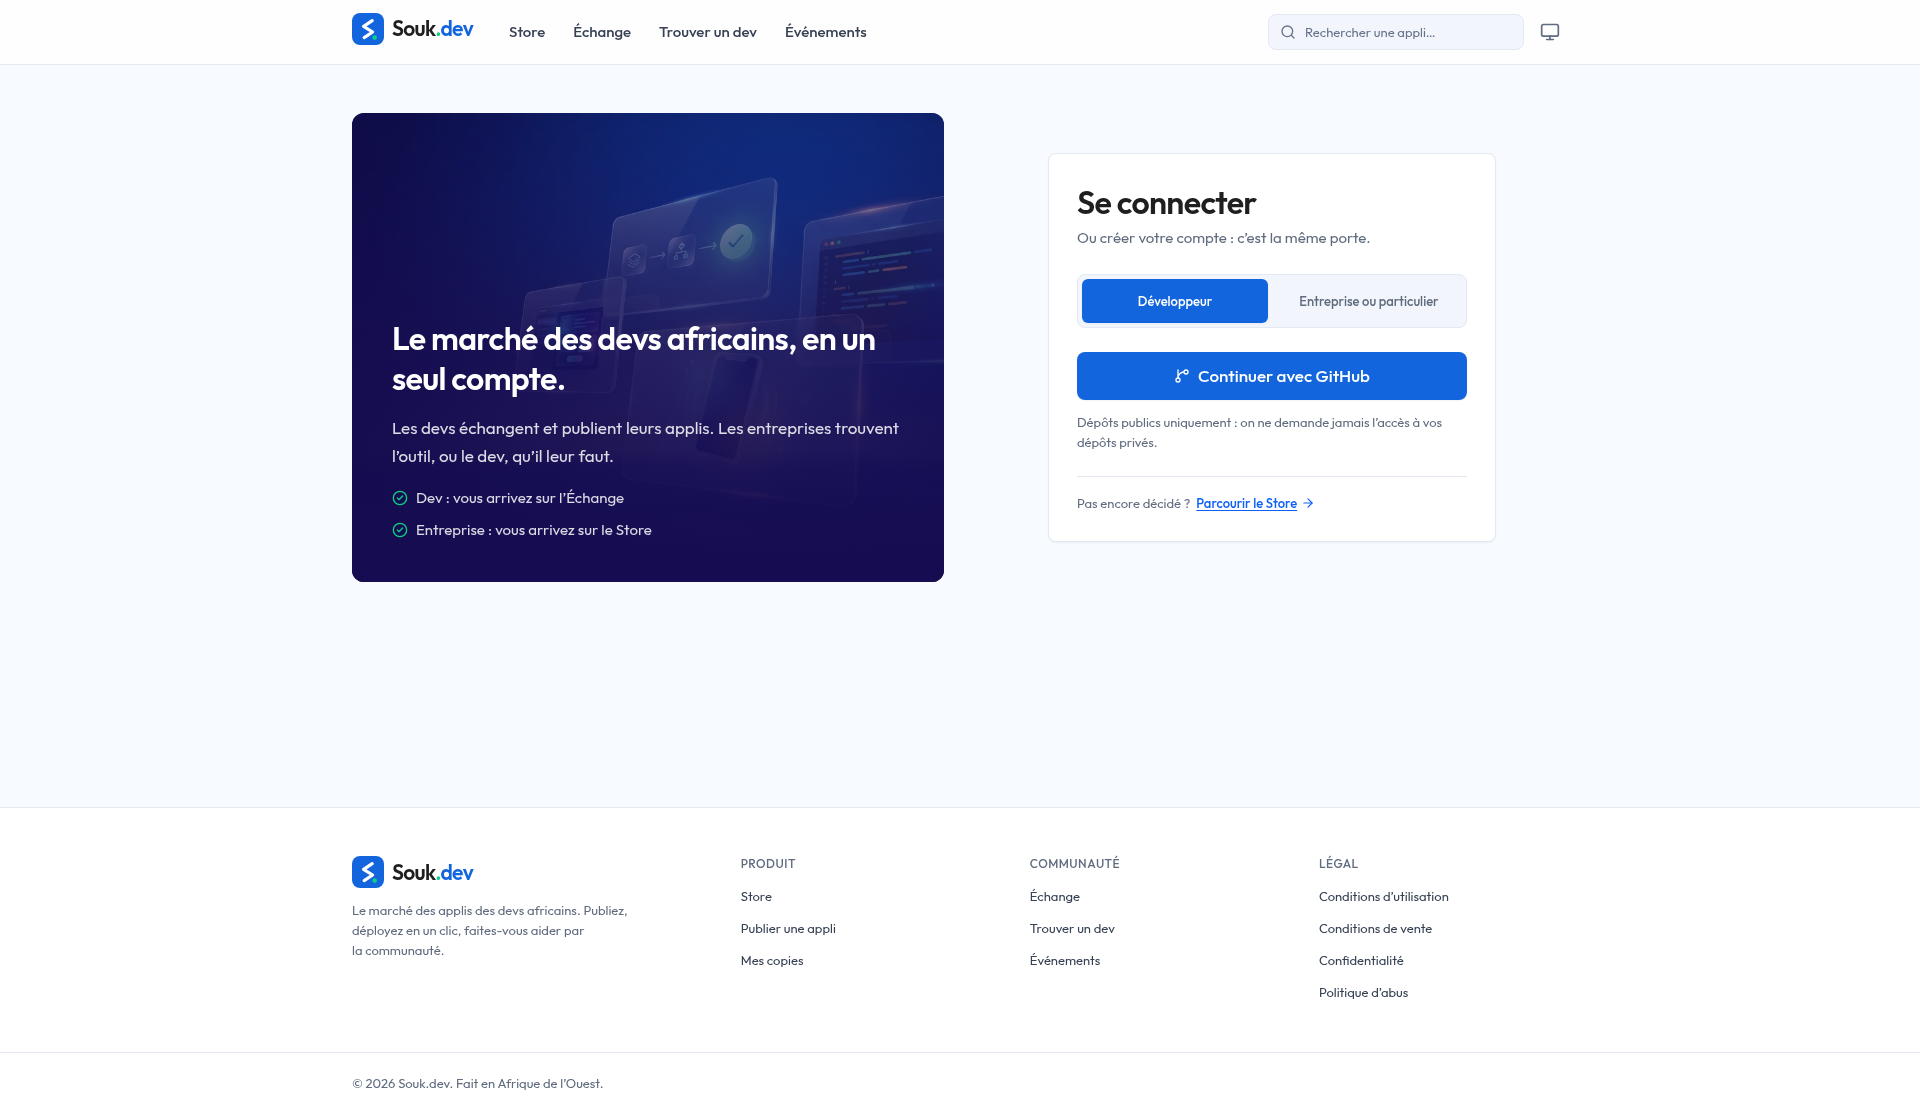 Souk.dev
Store
Échange
Trouver un dev
Événements
Rechercher une appli...
Le marché des devs africains, en un
seul compte.
Les devs échangent et publient leurs applis. Les entreprises trouvent
l’outil, ou le dev, qu’il leur faut.
Dev : vous arrivez sur l’Échange
Entreprise : vous arrivez sur le Store
Se connecter
Ou créer votre compte : c’est la même porte.
Développeur
Entreprise ou particulier
Continuer avec GitHub
Dépôts publics uniquement : on ne demande jamais l’accès à vos
dépôts privés.
Pas encore décidé ? Parcourir le Store
Souk.dev
Le marché des applis des devs africains. Publiez,
déployez en un clic, faites-vous aider par
la communauté.
PRODUIT
Store
Publier une appli
Mes copies
COMMUNAUTÉ
Échange
Trouver un dev
Événements
LÉGAL
Conditions d’utilisation
Conditions de vente
Confidentialité
Politique d’abus
© 2026 Souk.dev. Fait en Afrique de l’Ouest.